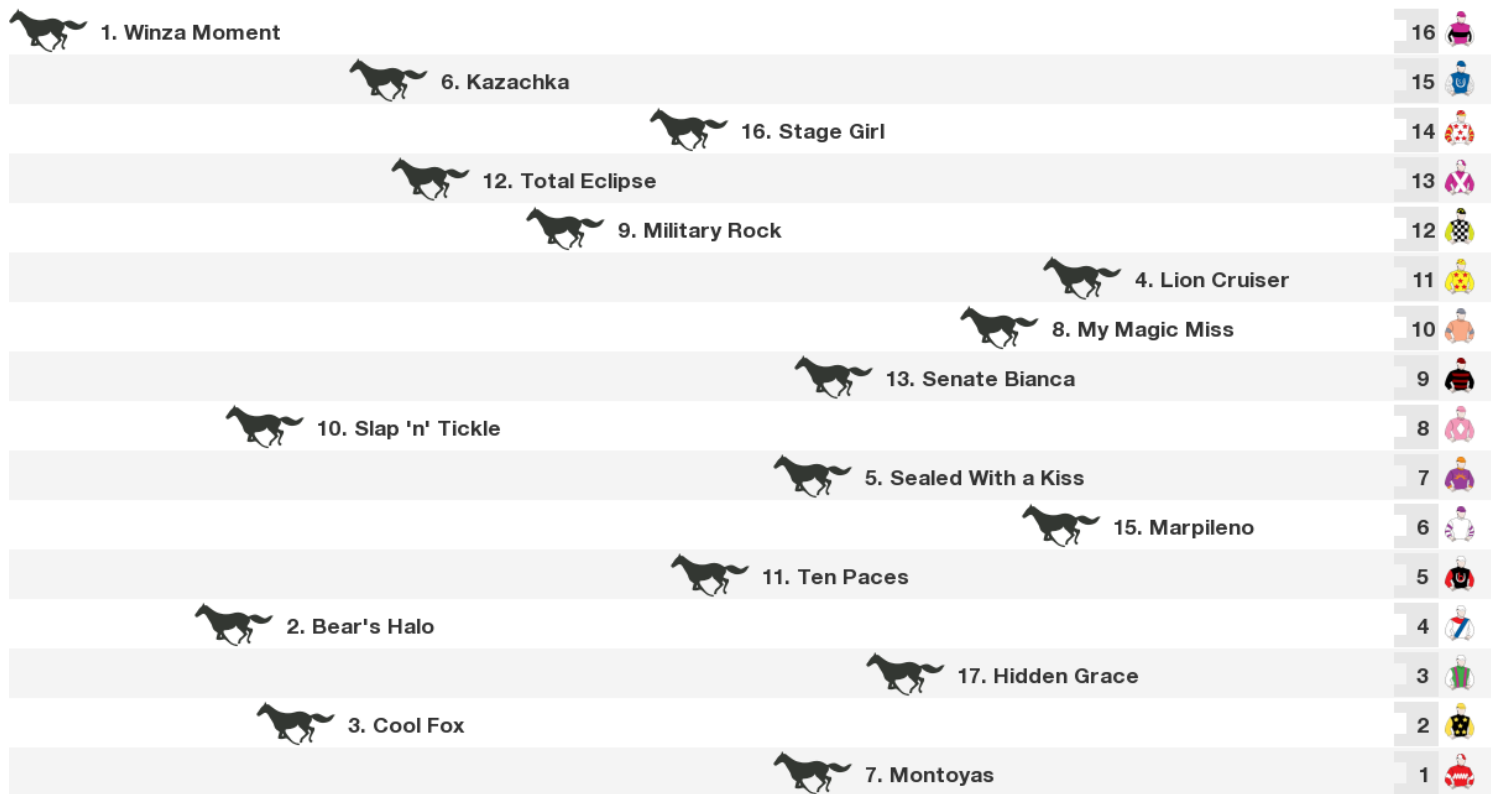 1. Winza Moment 16
6. Kazachka 15
16. Stage Girl 14
12. Total Eclipse 13
9. Military Rock 12
4. Lion Cruiser 11
8. My Magic Miss 10
13. Senate Bianca 9
10. Slap 'n' Tickle 8
5. Sealed With a Kiss 7
15. Marpileno 6
11. Ten Paces 5
2. Bear's Halo 4
17. Hidden Grace 3
3. Cool Fox 2
7. Montoyas 1